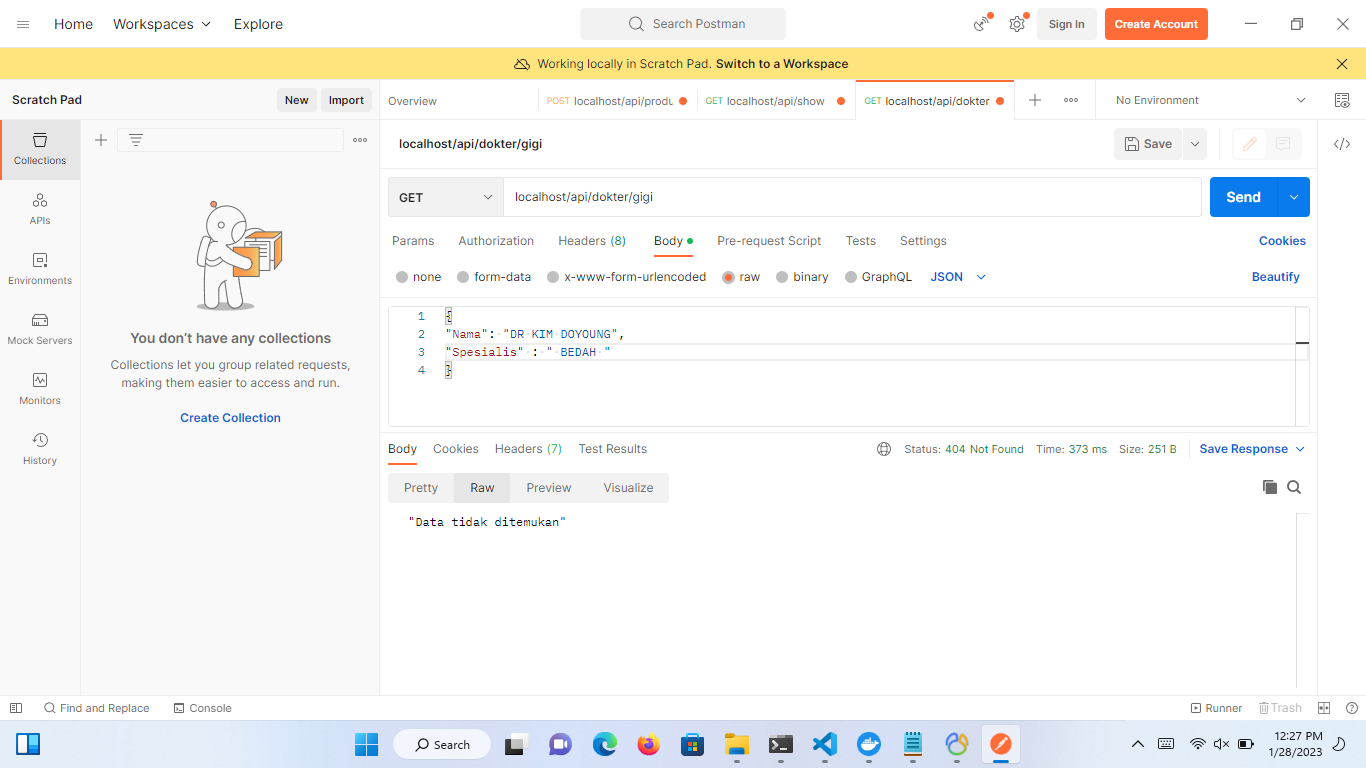 Home Workspaces Explore Search Postman Sign In Create Account
Working locally in Scratch Pad. Switch to a Workspace
Scratch Pad New Import Overview POST localhost/api/produ GET localhost/api/show GET localhost/api/dokter No Environment
Collections
APIs
Environments
Mock Servers
Monitors
History
You don't have any collections
Collections let you group related requests,
making them easier to access and run.
Create Collection
localhost/api/dokter/gigi Save
GET localhost/api/dokter/gigi Send
Params Authorization Headers (8) Body Pre-request Script Tests Settings Cookies
none form-data x-www-form-urlencoded raw binary GraphQL JSON Beautify
1 {
2 "Nama": "DR KIM DOYOUNG",
3 "Spesialis" : " BEDAH "
4 }
Body Cookies Headers (7) Test Results Status: 404 Not Found Time: 373 ms Size: 251 B Save Response
Pretty Raw Preview Visualize
"Data tidak ditemukan"
Find and Replace Console Runner Trash
Search 12:27 PM
1/28/2023